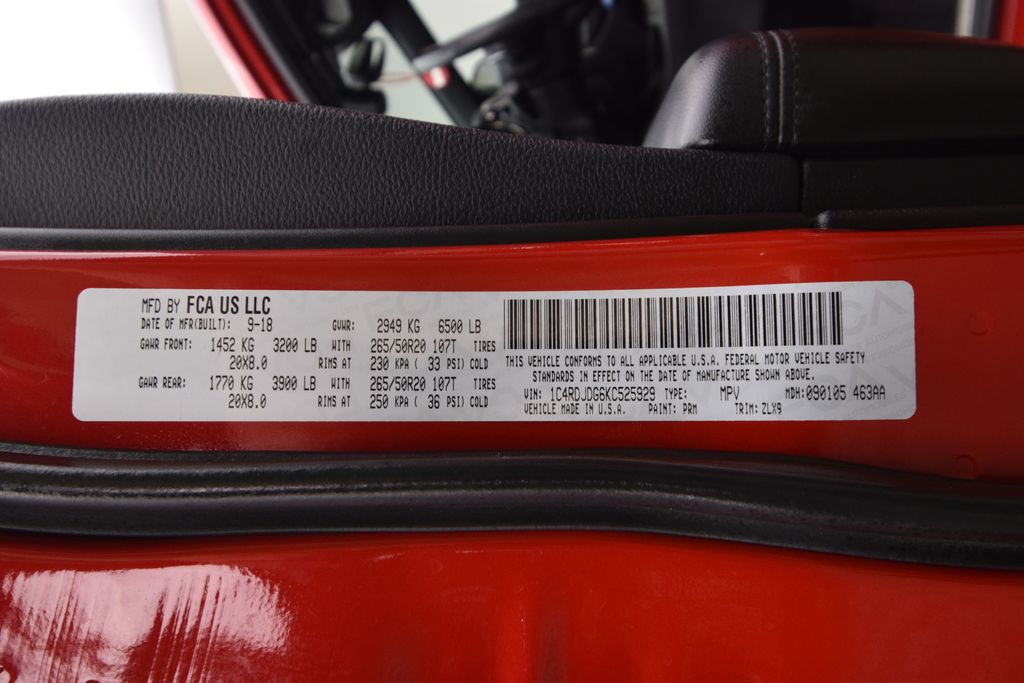 MFD BY FCA US LLC
DATE OF MFR(BUILT): 9-18 GVWR: 2949 KG 6500 LB
GAWR FRONT: 1452 KG 3200 LB WITH 265/50R20 107T TIRES
20X8.0 RIMS AT 230 KPA ( 33 PSI) COLD
GAWR REAR: 1770 KG 3900 LB WITH 265/50R20 107T TIRES
20X8.0 RIMS AT 250 KPA ( 36 PSI) COLD
THIS VEHICLE CONFORMS TO ALL APPLICABLE U.S.A. FEDERAL MOTOR VEHICLE SAFETY
STANDARDS IN EFFECT ON THE DATE OF MANUFACTURE SHOWN ABOVE.
VIN: 1C4RDJDG6KC525929 TYPE: MPV MDH: 090105 463AA
VEHICLE MADE IN U.S.A. PAINT: PRM TRIM: ZLX9